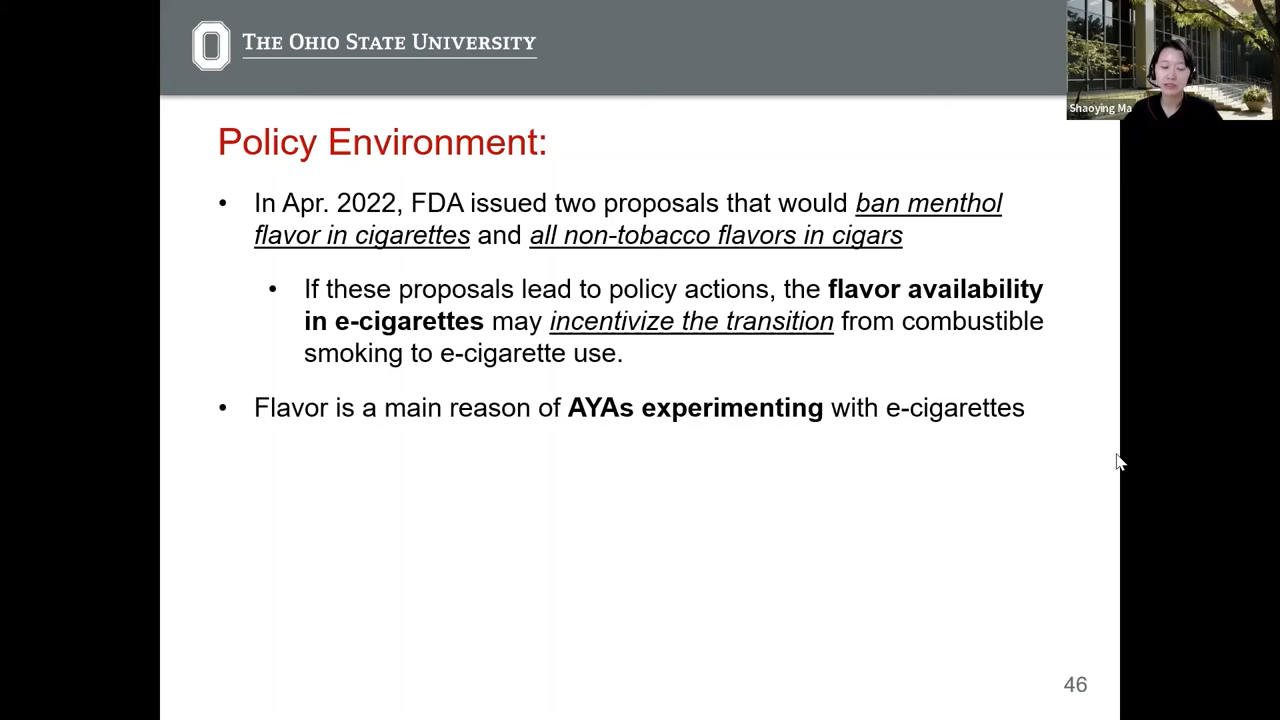 THE OHIO STATE UNIVERSITY
Shaoying Ma
Policy Environment:
• In Apr. 2022, FDA issued two proposals that would ban menthol
flavor in cigarettes and all non-tobacco flavors in cigars
• If these proposals lead to policy actions, the flavor availability
in e-cigarettes may incentivize the transition from combustible
smoking to e-cigarette use.
• Flavor is a main reason of AYAs experimenting with e-cigarettes
46